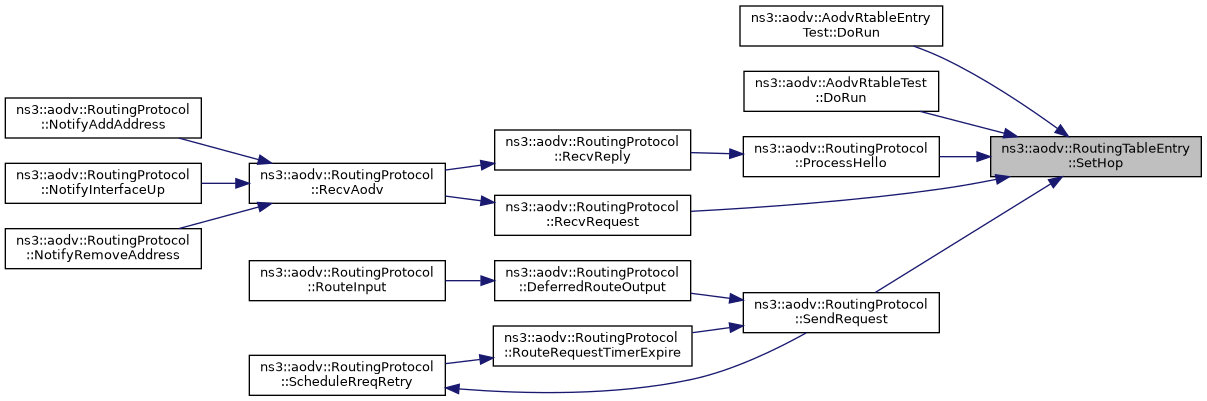 ns3::aodv::AodvRtableEntry
Test::DoRun
ns3::aodv::AodvRtableTest
::DoRun
ns3::aodv::RoutingProtocol
::NotifyAddAddress
ns3::aodv::RoutingProtocol
::RecvReply
ns3::aodv::RoutingProtocol
::ProcessHello
ns3::aodv::RoutingTableEntry
::SetHop
ns3::aodv::RoutingProtocol
::NotifyInterfaceUp
ns3::aodv::RoutingProtocol
::RecvAodv
ns3::aodv::RoutingProtocol
::RecvRequest
ns3::aodv::RoutingProtocol
::NotifyRemoveAddress
ns3::aodv::RoutingProtocol
::RouteInput
ns3::aodv::RoutingProtocol
::DeferredRouteOutput
ns3::aodv::RoutingProtocol
::SendRequest
ns3::aodv::RoutingProtocol
::RouteRequestTimerExpire
ns3::aodv::RoutingProtocol
::ScheduleRreqRetry